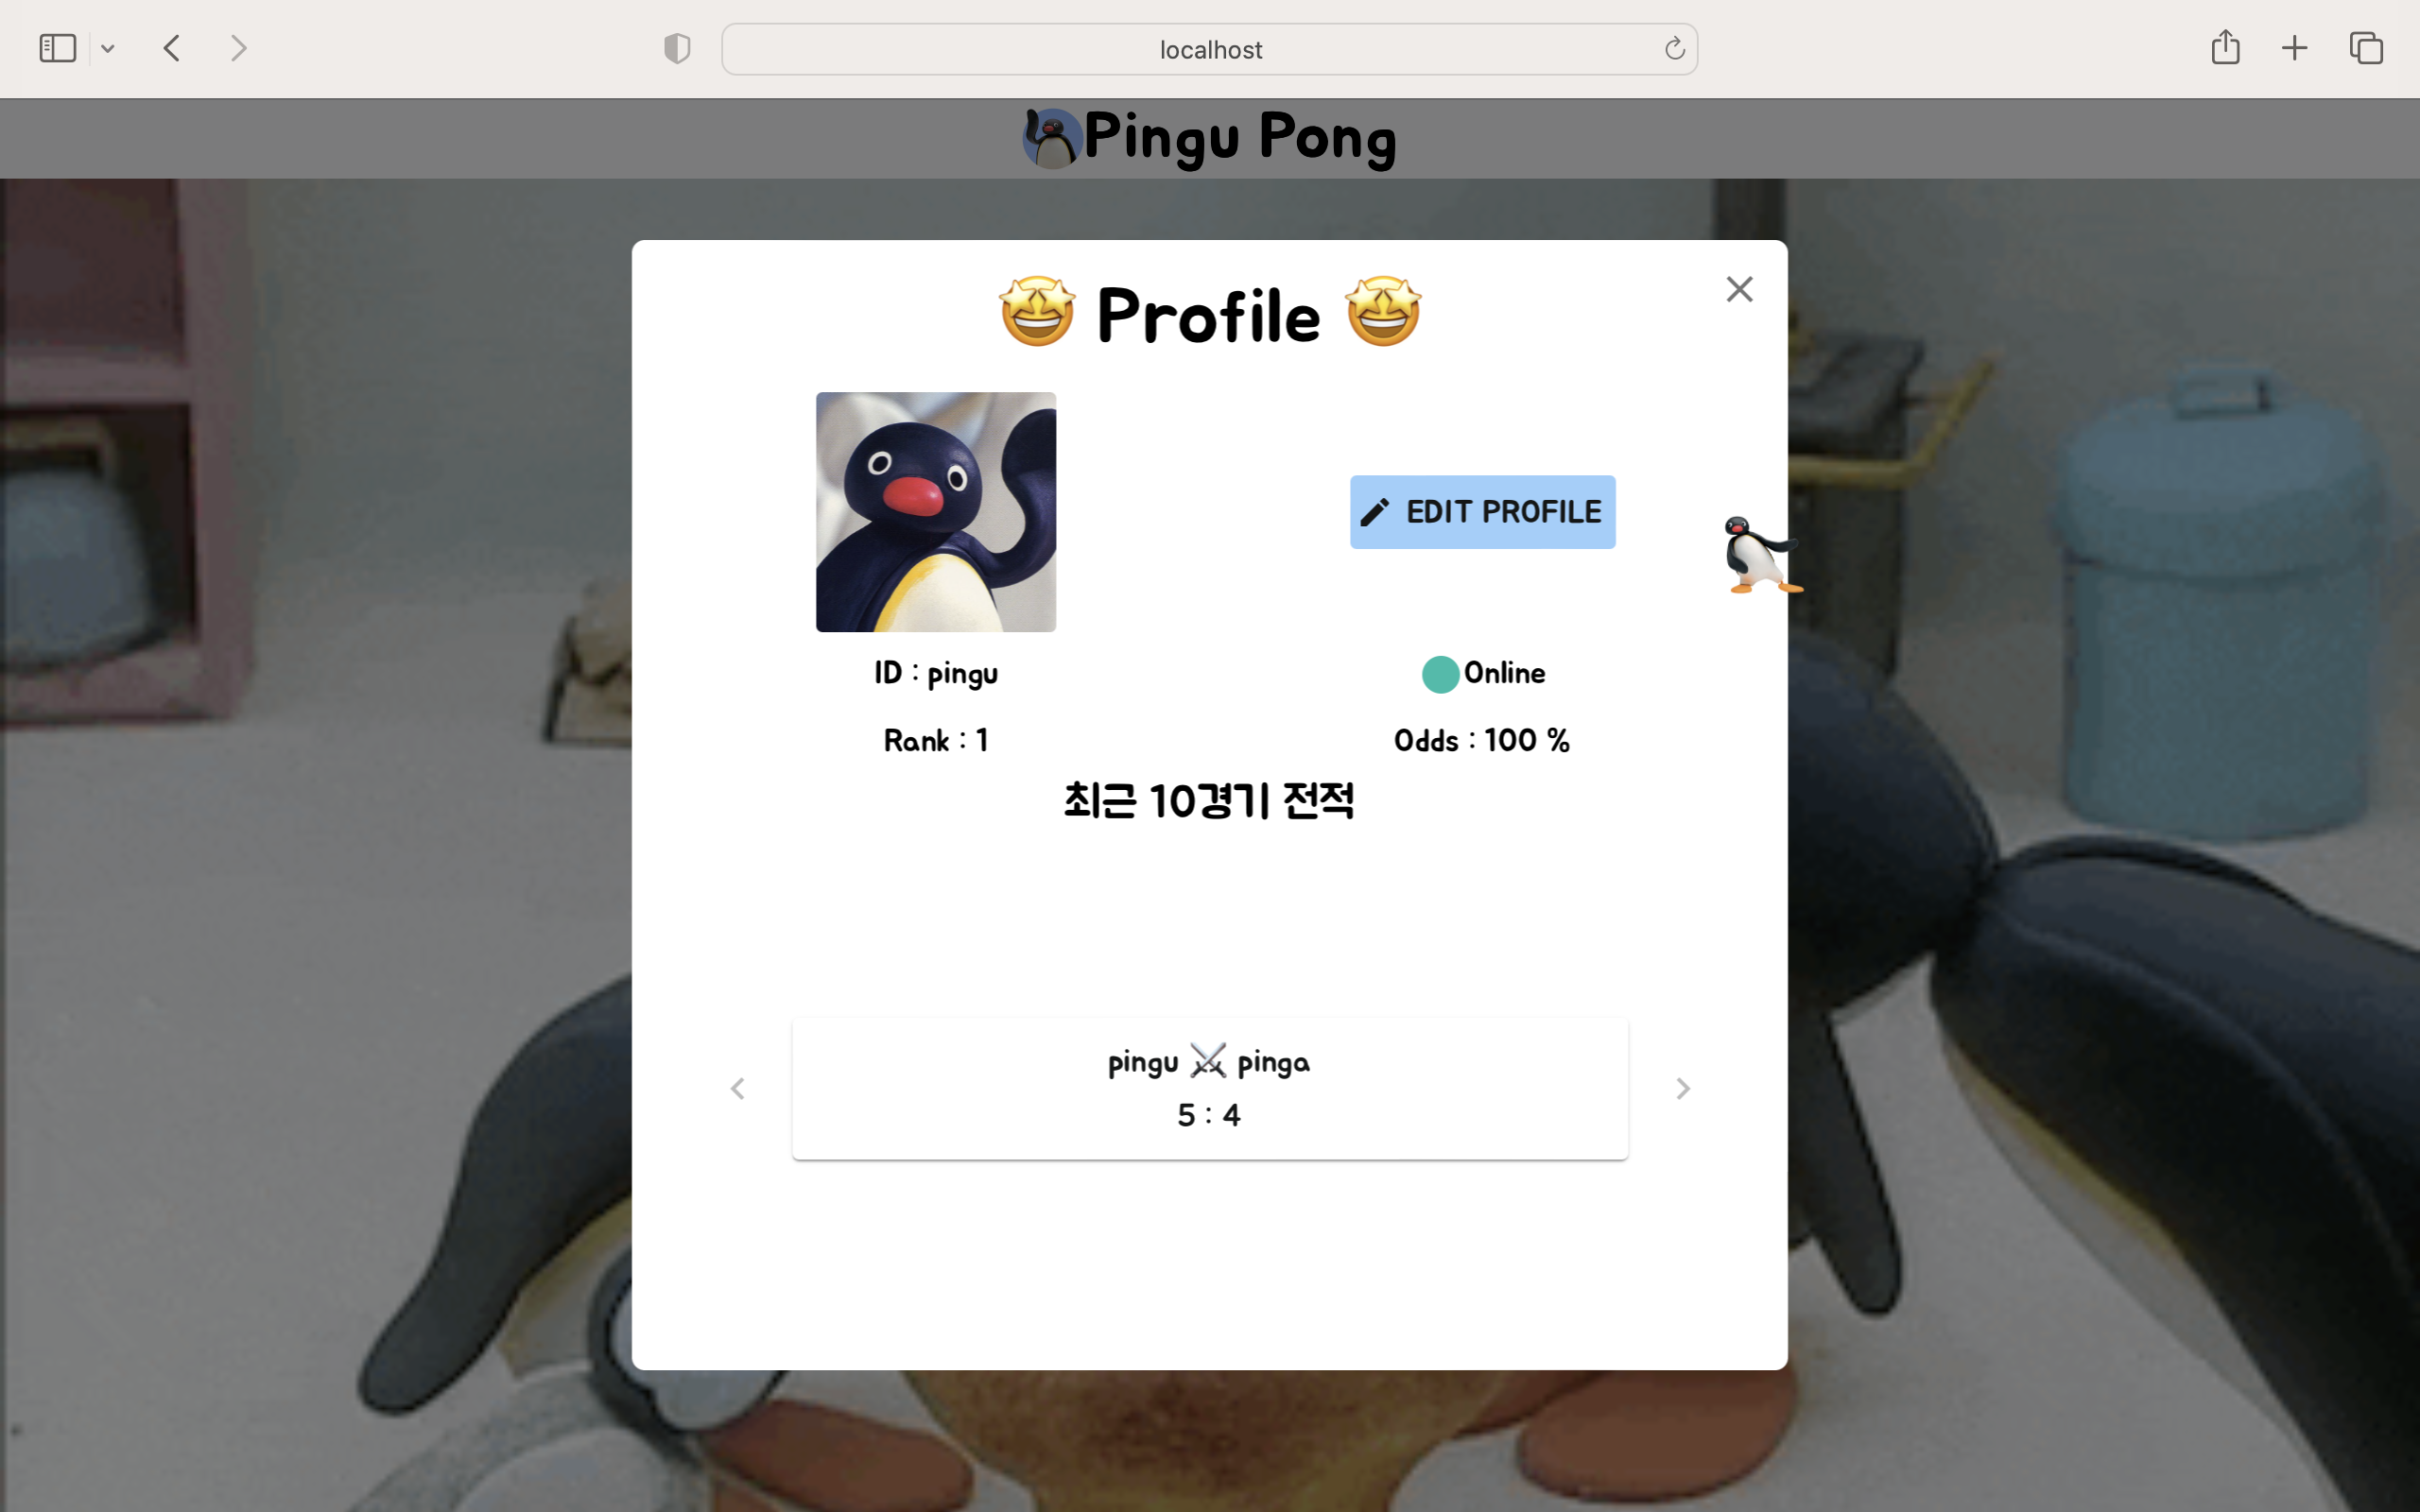 localhost
Pingu Pong
🤩 Profile 🤩
EDIT PROFILE
ID : pingu
Online
Rank : 1
Odds : 100 %
최근 10경기 전적
pingu ⚔️ pinga
5 : 4